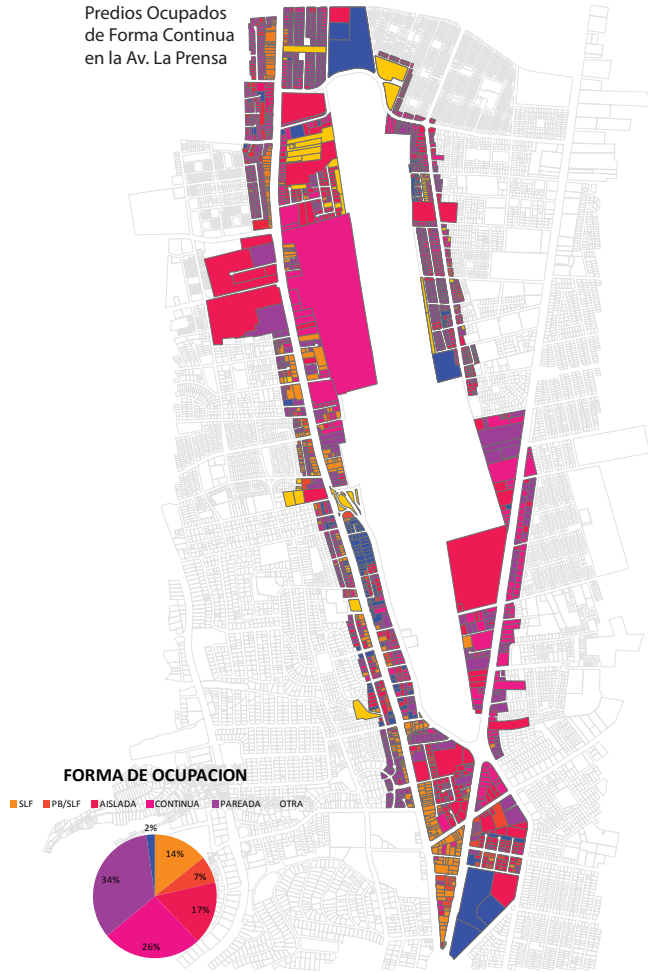 Predios Ocupados
de Forma Continua
en la Av. La Prensa
FORMA DE OCUPACION
SLF PB/SLF AISLADA CONTINUA PAREADA OTRA
2%
14%
7%
17%
26%
34%